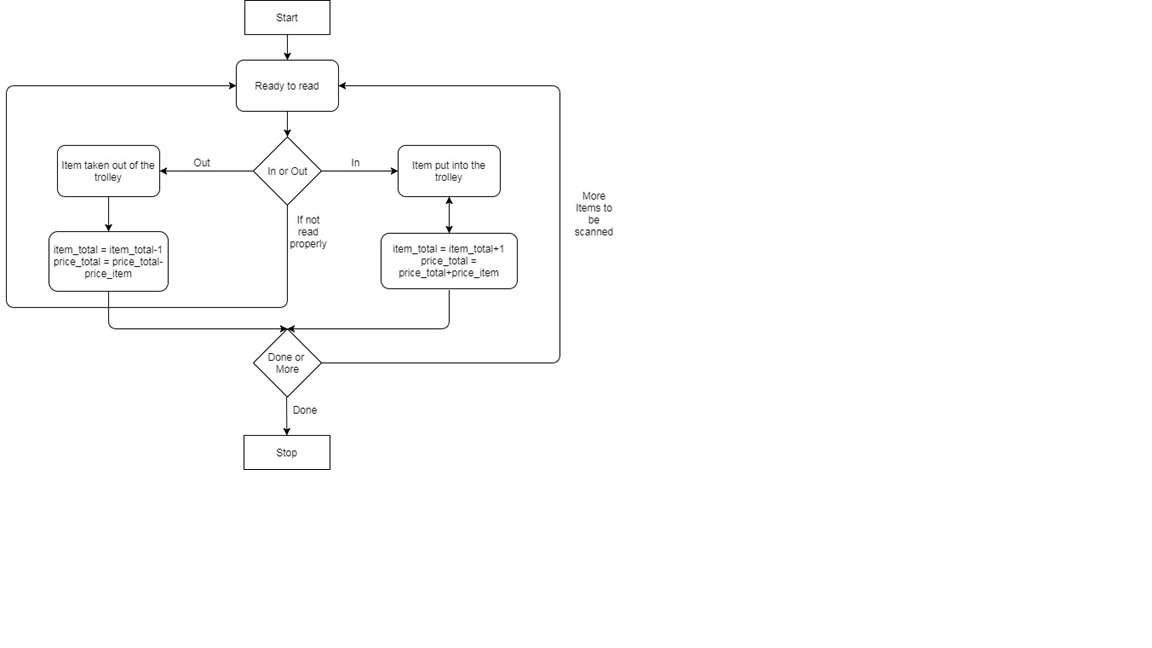 Start
Ready to read
Item taken out of the
trolley
Out
In or Out
In
Item put into the
trolley
If not
read
properly
More
Items to
be
scanned
item_total = item_total-1
price_total = price_total-
price_item
item_total = item_total+1
price_total =
price_total+price_item
Done or
More
Done
Stop